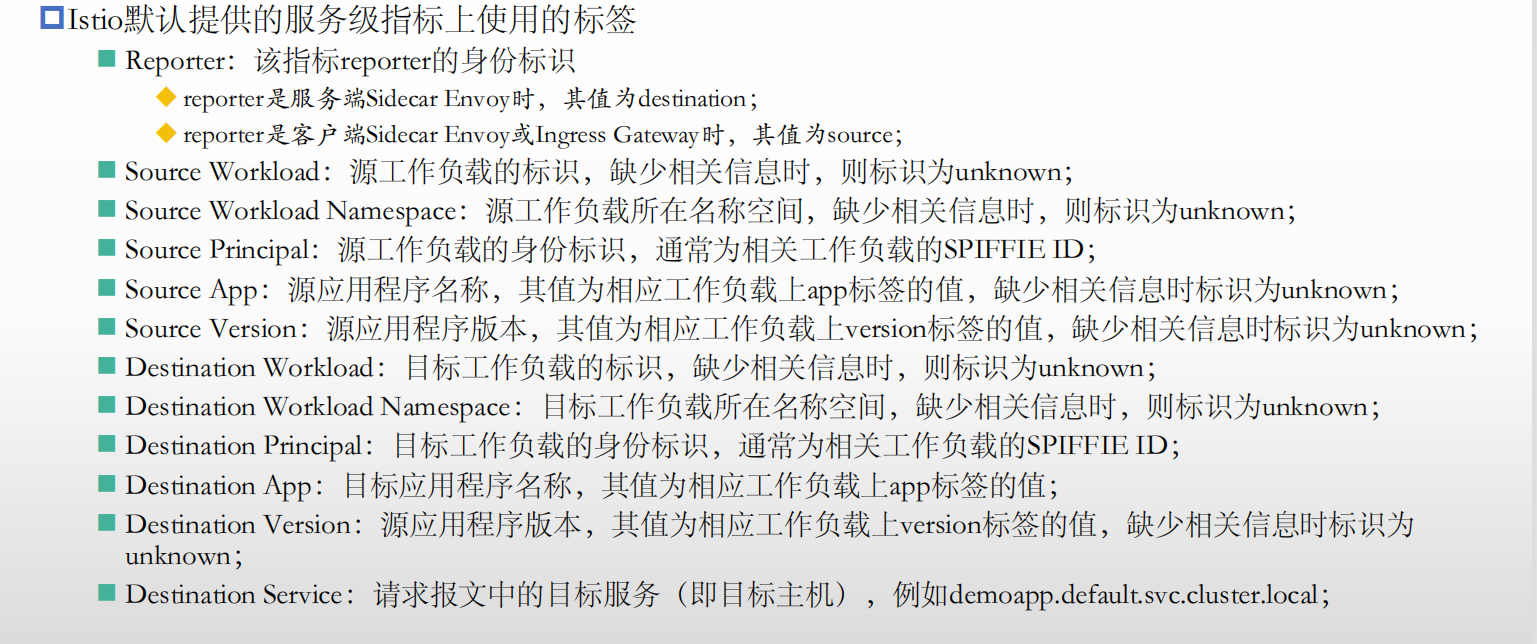 Istio默认提供的服务级指标上使用的标签
Reporter：该指标reporter的身份标识
reporter是服务端Sidecar Envoy时，其值为destination；
reporter是客户端Sidecar Envoy或Ingress Gateway时，其值为source；
Source Workload：源工作负载的标识，缺少相关信息时，则标识为unknown；
Source Workload Namespace：源工作负载所在名称空间，缺少相关信息时，则标识为unknown；
Source Principal：源工作负载的身份标识，通常为相关工作负载的SPIFFIE ID；
Source App：源应用程序名称，其值为相应工作负载上app标签的值，缺少相关信息时标识为unknown；
Source Version：源应用程序版本，其值为相应工作负载上version标签的值，缺少相关信息时标识为unknown；
Destination Workload：目标工作负载的标识，缺少相关信息时，则标识为unknown；
Destination Workload Namespace：目标工作负载所在名称空间，缺少相关信息时，则标识为unknown；
Destination Principal：目标工作负载的身份标识，通常为相关工作负载的SPIFFIE ID；
Destination App：目标应用程序名称，其值为相应工作负载上app标签的值；
Destination Version：源应用程序版本，其值为相应工作负载上version标签的值，缺少相关信息时标识为
unknown；
Destination Service：请求报文中的目标服务（即目标主机），例如demoapp.default.svc.cluster.local；